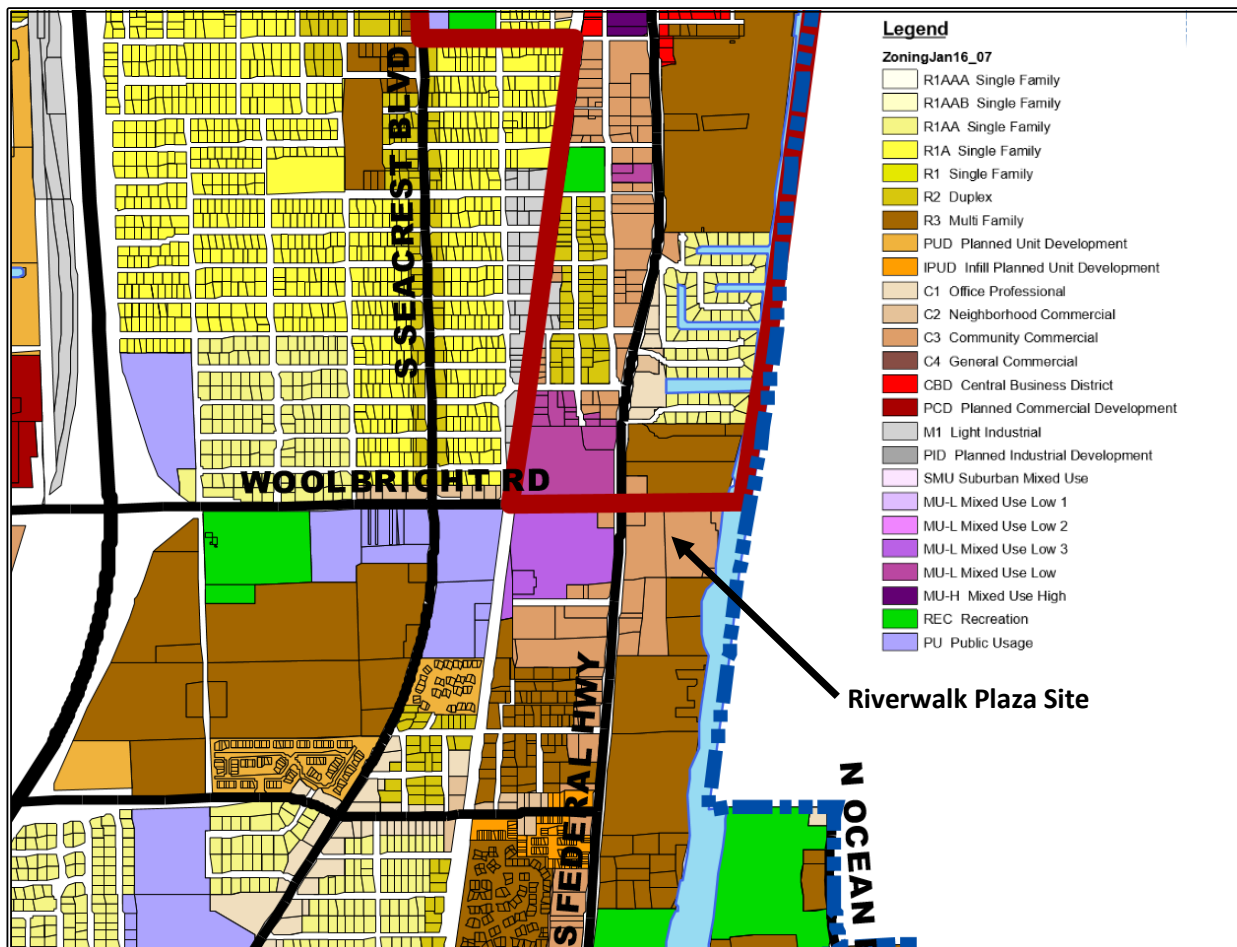 Legend
ZoningJan16_07
R1AAA Single Family
R1AAB Single Family
R1AA Single Family
R1A Single Family
R1 Single Family
R2 Duplex
R3 Multi Family
PUD Planned Unit Development
IPUD Infill Planned Unit Development
C1 Office Professional
C2 Neighborhood Commercial
C3 Community Commercial
C4 General Commercial
CBD Central Business District
PCD Planned Commercial Development
M1 Light Industrial
PID Planned Industrial Development
SMU Suburban Mixed Use
MU-L Mixed Use Low 1
MU-L Mixed Use Low 2
MU-L Mixed Use Low 3
MU-L Mixed Use Low
MU-H Mixed Use High
REC Recreation
PU Public Usage
S SEACREST BLVD
WOOLBRIGHT RD
Riverwalk Plaza Site
S FEDERAL HWY
N OCEAN